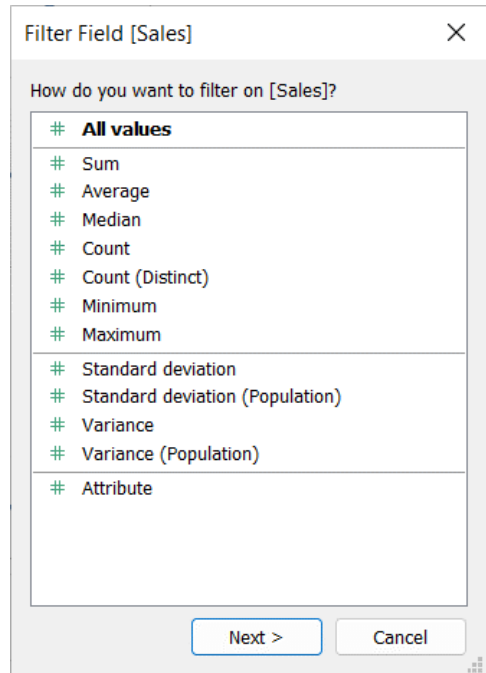 Filter Field [Sales]
How do you want to filter on [Sales]?
# All values
# Sum
# Average
# Median
# Count
# Count (Distinct)
# Minimum
# Maximum
# Standard deviation
# Standard deviation (Population)
# Variance
# Variance (Population)
# Attribute
Next > Cancel